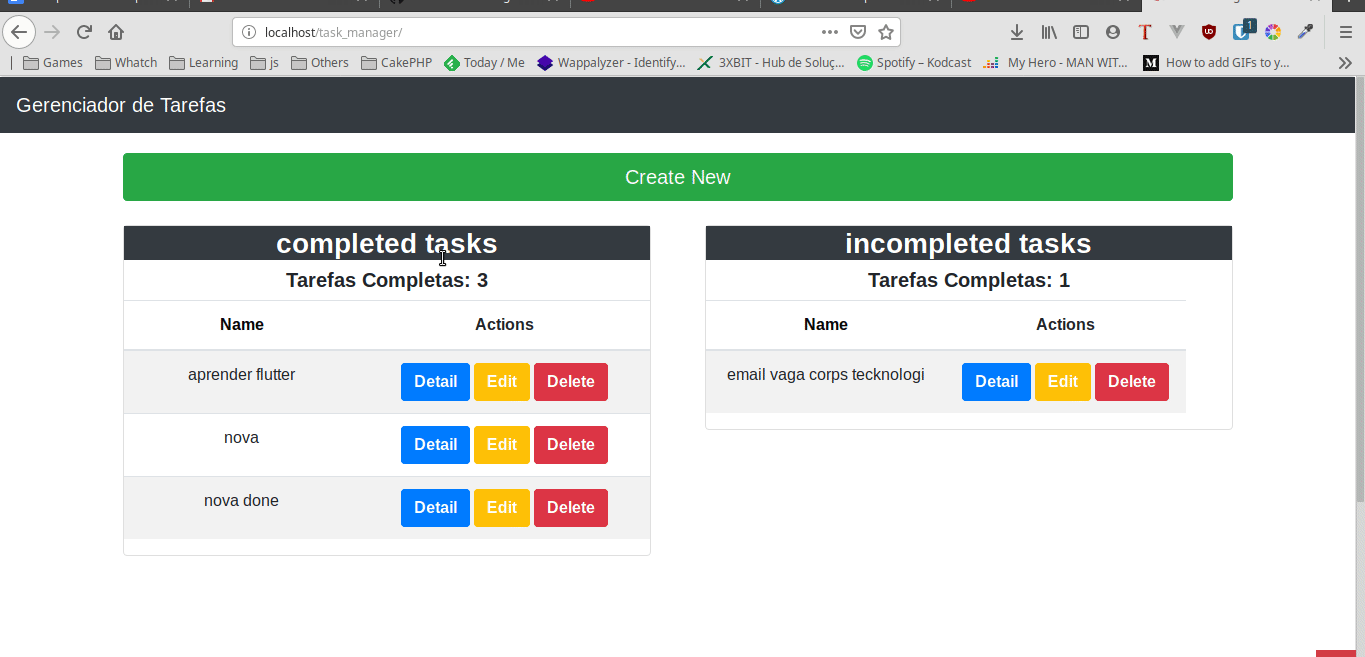 localhost/task_manager/
1
Games Whatch Learning js Others CakePHP Today / Me Wappalyzer - Identify... 3XBIT - Hub de Soluç... Spotify – Kodcast My Hero - MAN WIT... M How to add GIFs to y...
Gerenciador de Tarefas
Create New
completed tasks
Tarefas Completas: 3
Name Actions
aprender flutter Detail Edit Delete
nova Detail Edit Delete
nova done Detail Edit Delete
incompleted tasks
Tarefas Completas: 1
Name Actions
email vaga corps tecknologi Detail Edit Delete